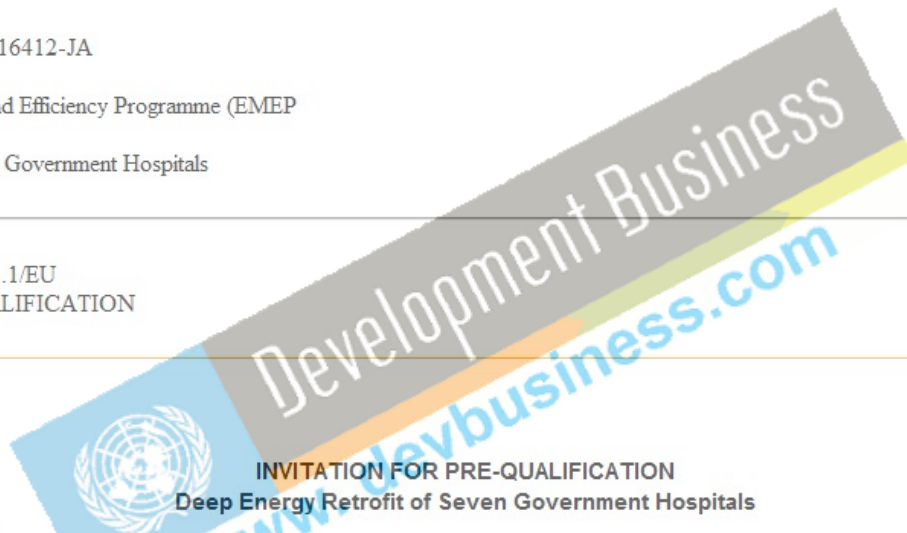 16412-JA
d Efficiency Programme (EMEP
Government Hospitals
.1/EU
LIFICATION
Development Business
www.devbusiness.com
INVITATION FOR PRE-QUALIFICATION
Deep Energy Retrofit of Seven Government Hospitals